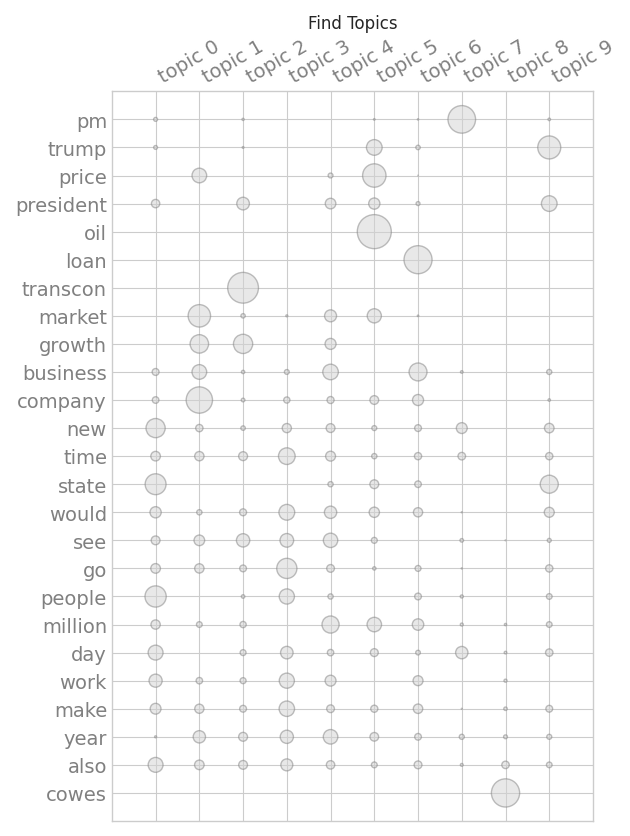 Find Topics
topic 0
topic 1
topic 2
topic 3
topic 4
topic 5
topic 6
topic 7
topic 8
topic 9
pm
trump
price
president
oil
loan
transcon
market
growth
business
company
new
time
state
would
see
go
people
million
day
work
make
year
also
cowes